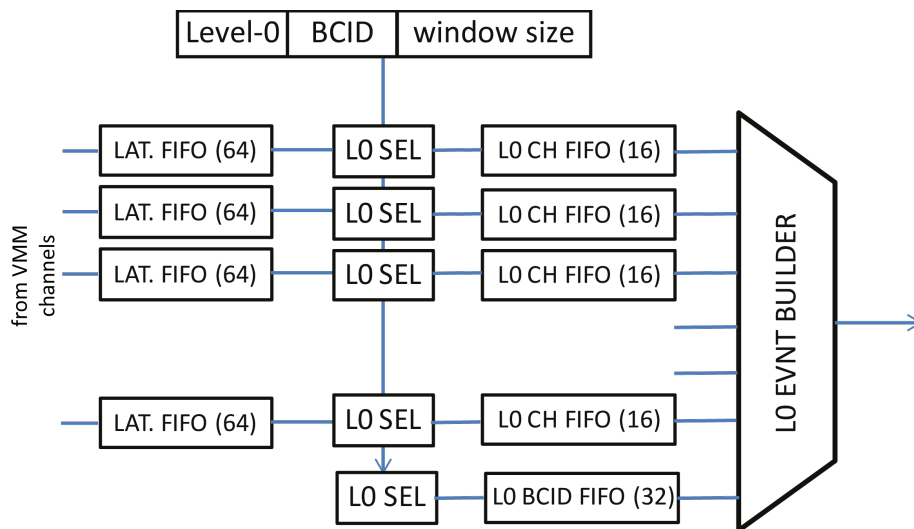 Level-0 BCID window size
LAT. FIFO (64) L0 SEL L0 CH FIFO (16)
LAT. FIFO (64) L0 SEL L0 CH FIFO (16)
LAT. FIFO (64) L0 SEL L0 CH FIFO (16)
from VMM
channels
LAT. FIFO (64) L0 SEL L0 CH FIFO (16)
L0 SEL L0 BCID FIFO (32)
L0 EVNT BUILDER